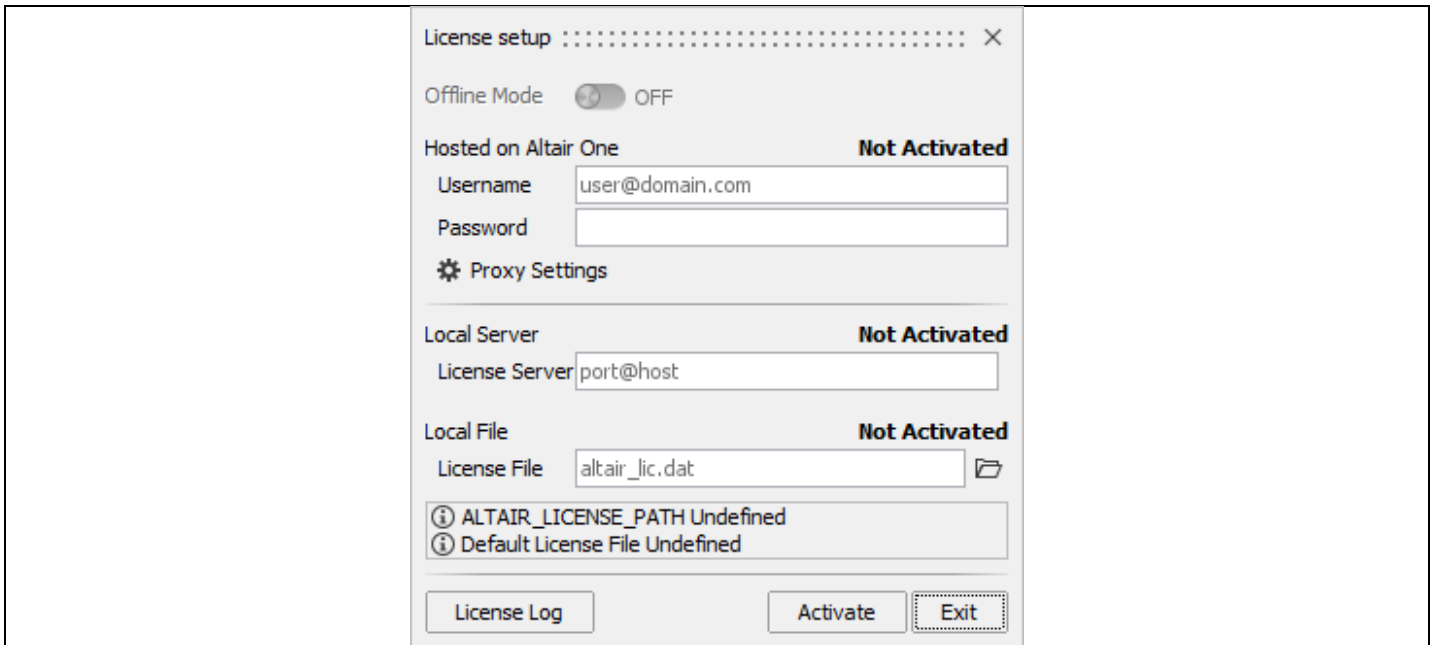 License setup
Offline Mode OFF
Hosted on Altair One Not Activated
Username user@domain.com
Password
Proxy Settings
Local Server Not Activated
License Server port@host
Local File Not Activated
License File altair_lic.dat
ALTAIR_LICENSE_PATH Undefined
Default License File Undefined
License Log Activate Exit